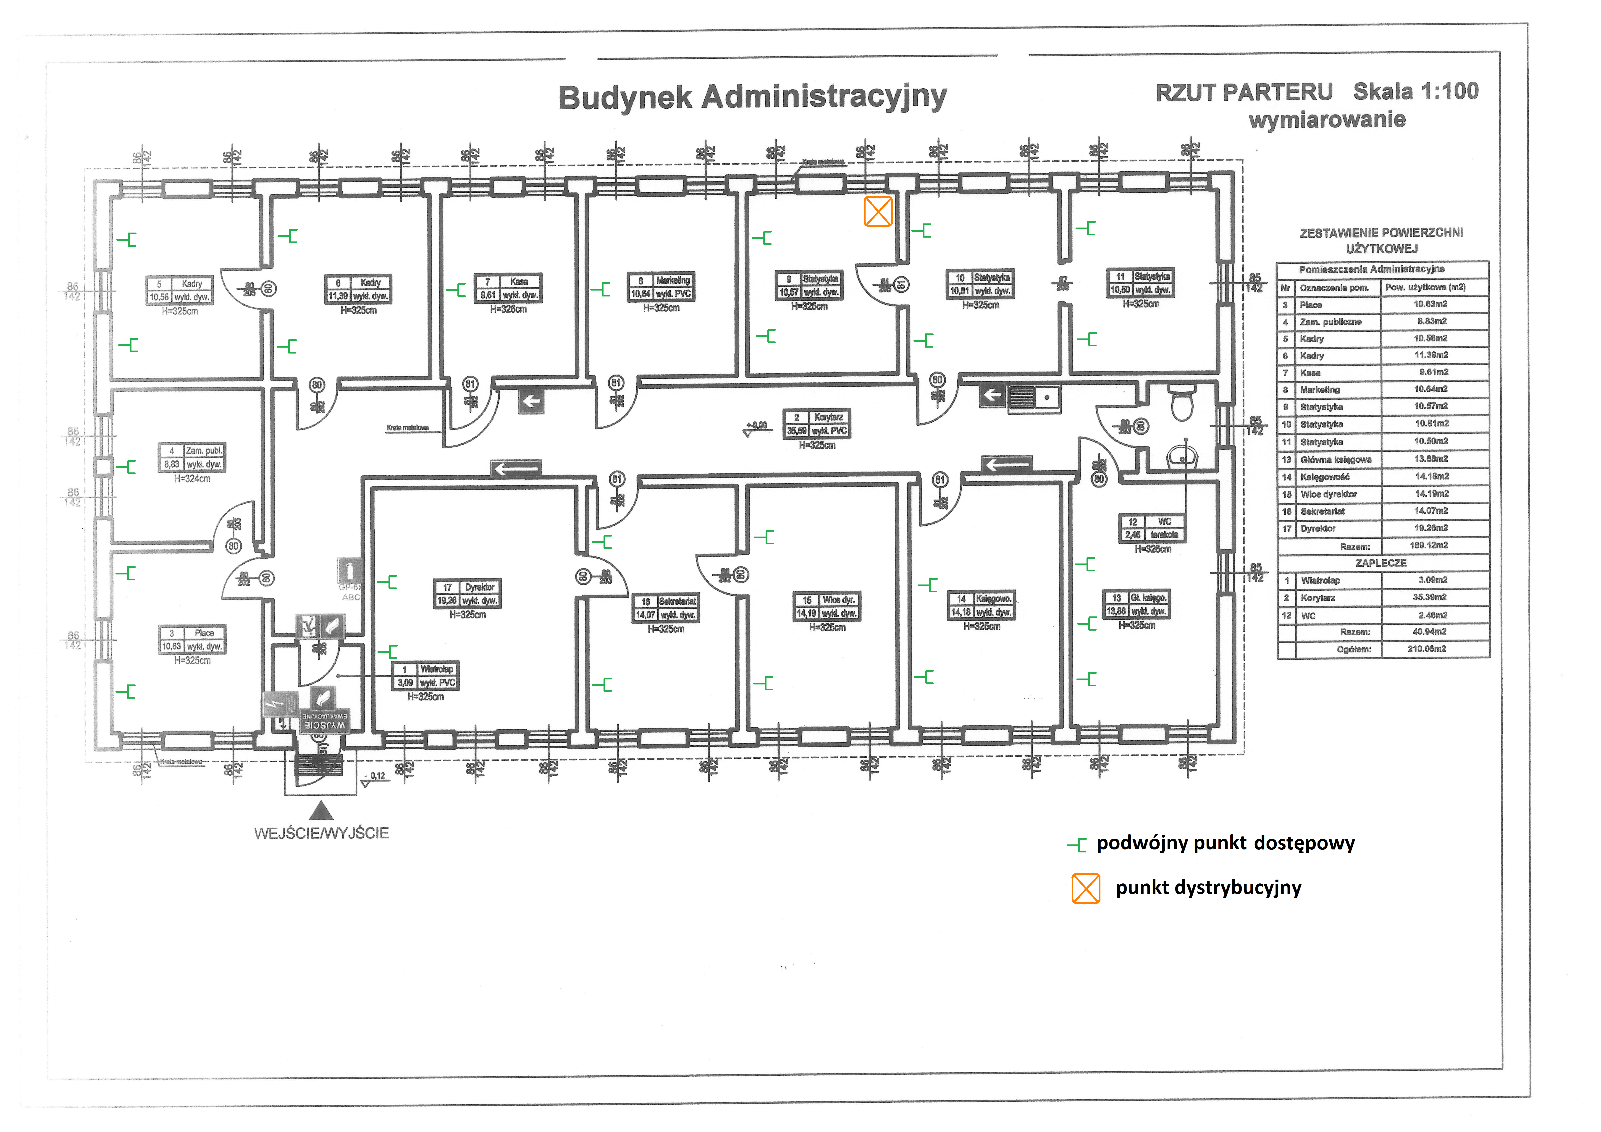 Budynek Administracyjny
RZUT PARTERU Skala 1:100
wymiarowanie
5 Kadry
10,56 wykł. dyw.
H=325cm
6 Kadry
11,39 wykł. dyw.
H=325cm
7 Kasa
9,61 wykł. dyw.
H=325cm
8 Marketing
10,64 wykł. PVC
H=325cm
9 Statystyka
10,57 wykł. dyw.
H=325cm
10 Statystyka
10,81 wykł. dyw.
H=325cm
11 Statystyka
10,50 wykł. dyw.
H=325cm
2 Korytarz
35,39 wykł. PVC
H=325cm
4 Zam. publ.
8,83 wykł. dyw.
H=324cm
12 WC
2,46 terakota
H=325cm
17 Dyrektor
19,26 wykł. dyw.
H=325cm
16 Sekretariat
14,07 wykł. dyw.
H=325cm
15 Wice dyr.
14,19 wykł. dyw.
H=325cm
14 Księgowo.
14,16 wykł. dyw.
H=325cm
13 Gł. księgo.
13,88 wykł. dyw.
H=325cm
3 Płace
10,63 wykł. dyw.
H=325cm
1 Wiatrołap
3,09 wykł. PVC
H=325cm
WYJŚCIE
EWAKUACYJNE
- 0,12
WEJŚCIE/WYJŚCIE
ZESTAWIENIE POWIERZCHNI
UŻYTKOWEJ
Pomieszczenia Administracyjne
Nr Oznaczenia pom. Pow. użytkowa (m2)
3 Płace 10.63m2
4 Zam. publiczne 8.83m2
5 Kadry 10.56m2
6 Kadry 11.39m2
7 Kasa 9.61m2
8 Marketing 10.64m2
9 Statystyka 10.57m2
10 Statystyka 10.81m2
11 Statystyka 10.50m2
13 Główna księgowa 13.88m2
14 Księgowość 14.16m2
15 Wice dyrektor 14.19m2
16 Sekretariat 14.07m2
17 Dyrektor 19.26m2
Razem: 169.12m2
ZAPLECZE
1 Wiatrołap 3.09m2
2 Korytarz 35.39m2
12 WC 2.46m2
Razem: 40.94m2
Ogółem: 210.06m2
podwójny punkt dostępowy
punkt dystrybucyjny